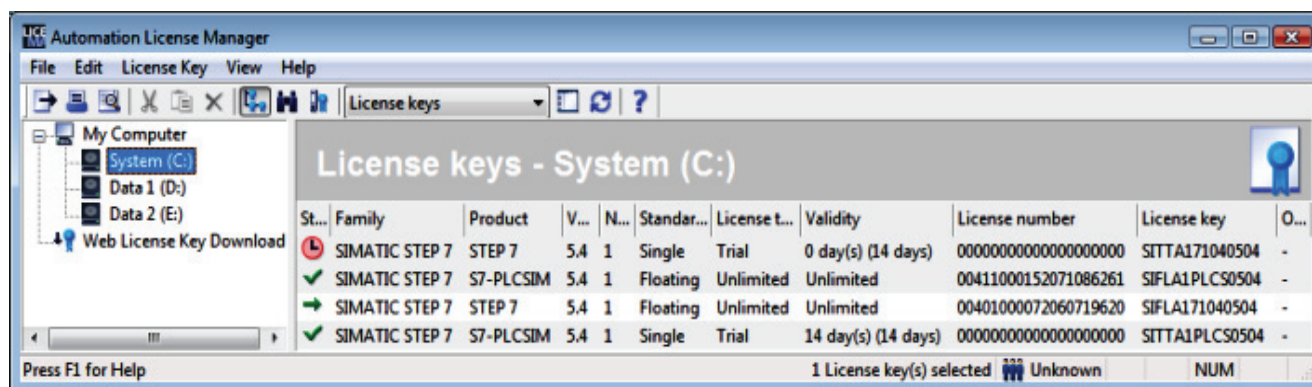 Automation License Manager
File Edit License Key View Help
License keys
My Computer
System (C:)
Data 1 (D:)
Data 2 (E:)
Web License Key Download
License keys - System (C:)
St... Family Product V... N... Standar... License t... Validity License number License key O...
SIMATIC STEP 7 STEP 7 5.4 1 Single Trial 0 day(s) (14 days) 00000000000000000000 SITTA171040504 -
SIMATIC STEP 7 S7-PLCSIM 5.4 1 Floating Unlimited Unlimited 00411000152071086261 SIFLA1PLCS0504 -
SIMATIC STEP 7 STEP 7 5.4 1 Floating Unlimited Unlimited 00401000072060719620 SIFLA171040504 -
SIMATIC STEP 7 S7-PLCSIM 5.4 1 Single Trial 14 day(s) (14 days) 00000000000000000000 SITTA1PLCS0504 -
Press F1 for Help 1 License key(s) selected Unknown NUM